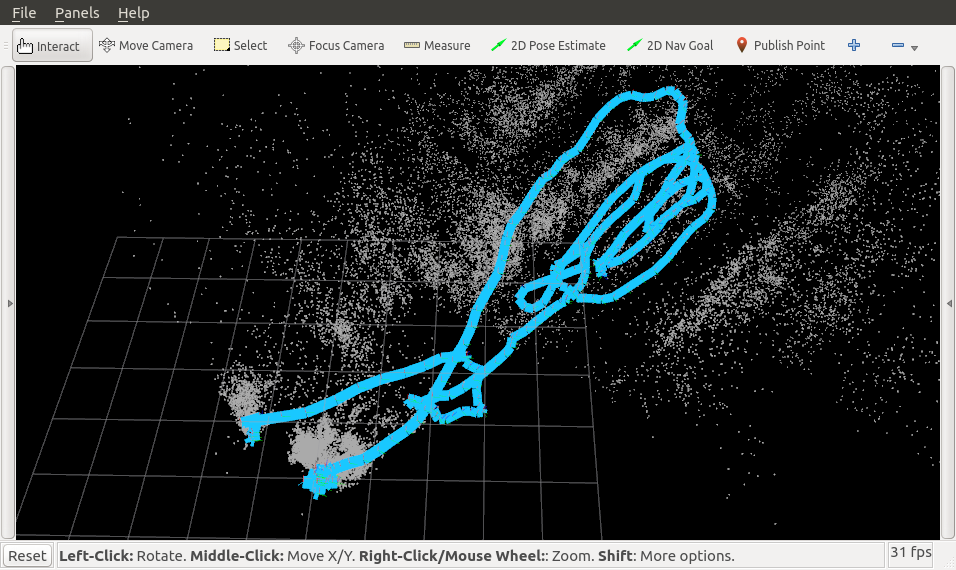 File Panels Help
Interact Move Camera Select Focus Camera Measure 2D Pose Estimate 2D Nav Goal Publish Point
Reset Left-Click: Rotate. Middle-Click: Move X/Y. Right-Click/Mouse Wheel:: Zoom. Shift: More options. 31 fps